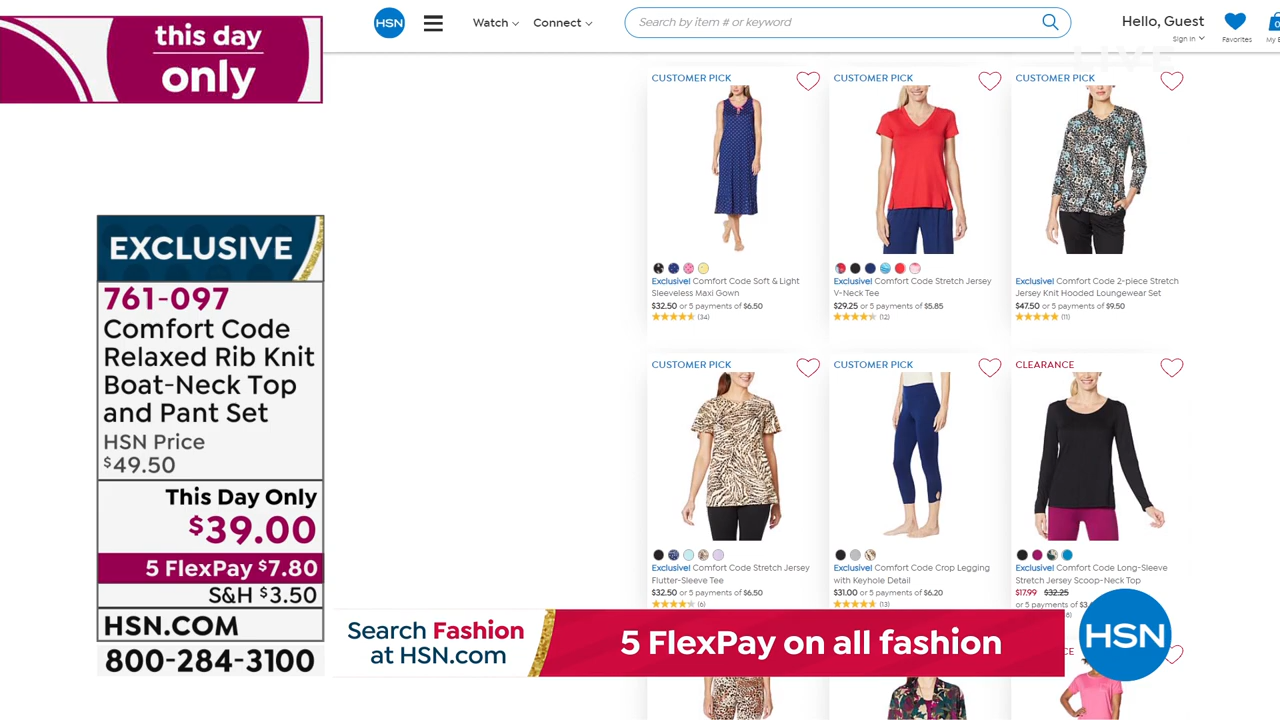 this day
only
EXCLUSIVE
761-097
Comfort Code
Relaxed Rib Knit
Boat-Neck Top
and Pant Set
HSN Price
$49.50
This Day Only
$39.00
5 FlexPay $7.80
S&H $3.50
HSN.COM
800-284-3100
HSN
Watch
Connect
Search by item # or keyword
Hello, Guest
Sign In
Favorites
0
LIVE
CUSTOMER PICK
Exclusive! Comfort Code Soft & Light
Sleeveless Maxi Gown
$32.50 or 5 payments of $6.50
(34)
CUSTOMER PICK
Exclusive! Comfort Code Stretch Jersey
V-Neck Tee
$29.25 or 5 payments of $5.85
(12)
CUSTOMER PICK
Exclusive! Comfort Code 2-piece Stretch
Jersey Knit Hooded Loungewear Set
$47.50 or 5 payments of $9.50
(11)
CUSTOMER PICK
Exclusive! Comfort Code Stretch Jersey
Flutter-Sleeve Tee
$32.50 or 5 payments of $6.50
(6)
CUSTOMER PICK
Exclusive! Comfort Code Crop Legging
with Keyhole Detail
$31.00 or 5 payments of $6.20
(13)
CLEARANCE
Exclusive! Comfort Code Long-Sleeve
Stretch Jersey Scoop-Neck Top
$17.99 $32.25
or 5 payments of
Search Fashion
at HSN.com
5 FlexPay on all fashion
HSN